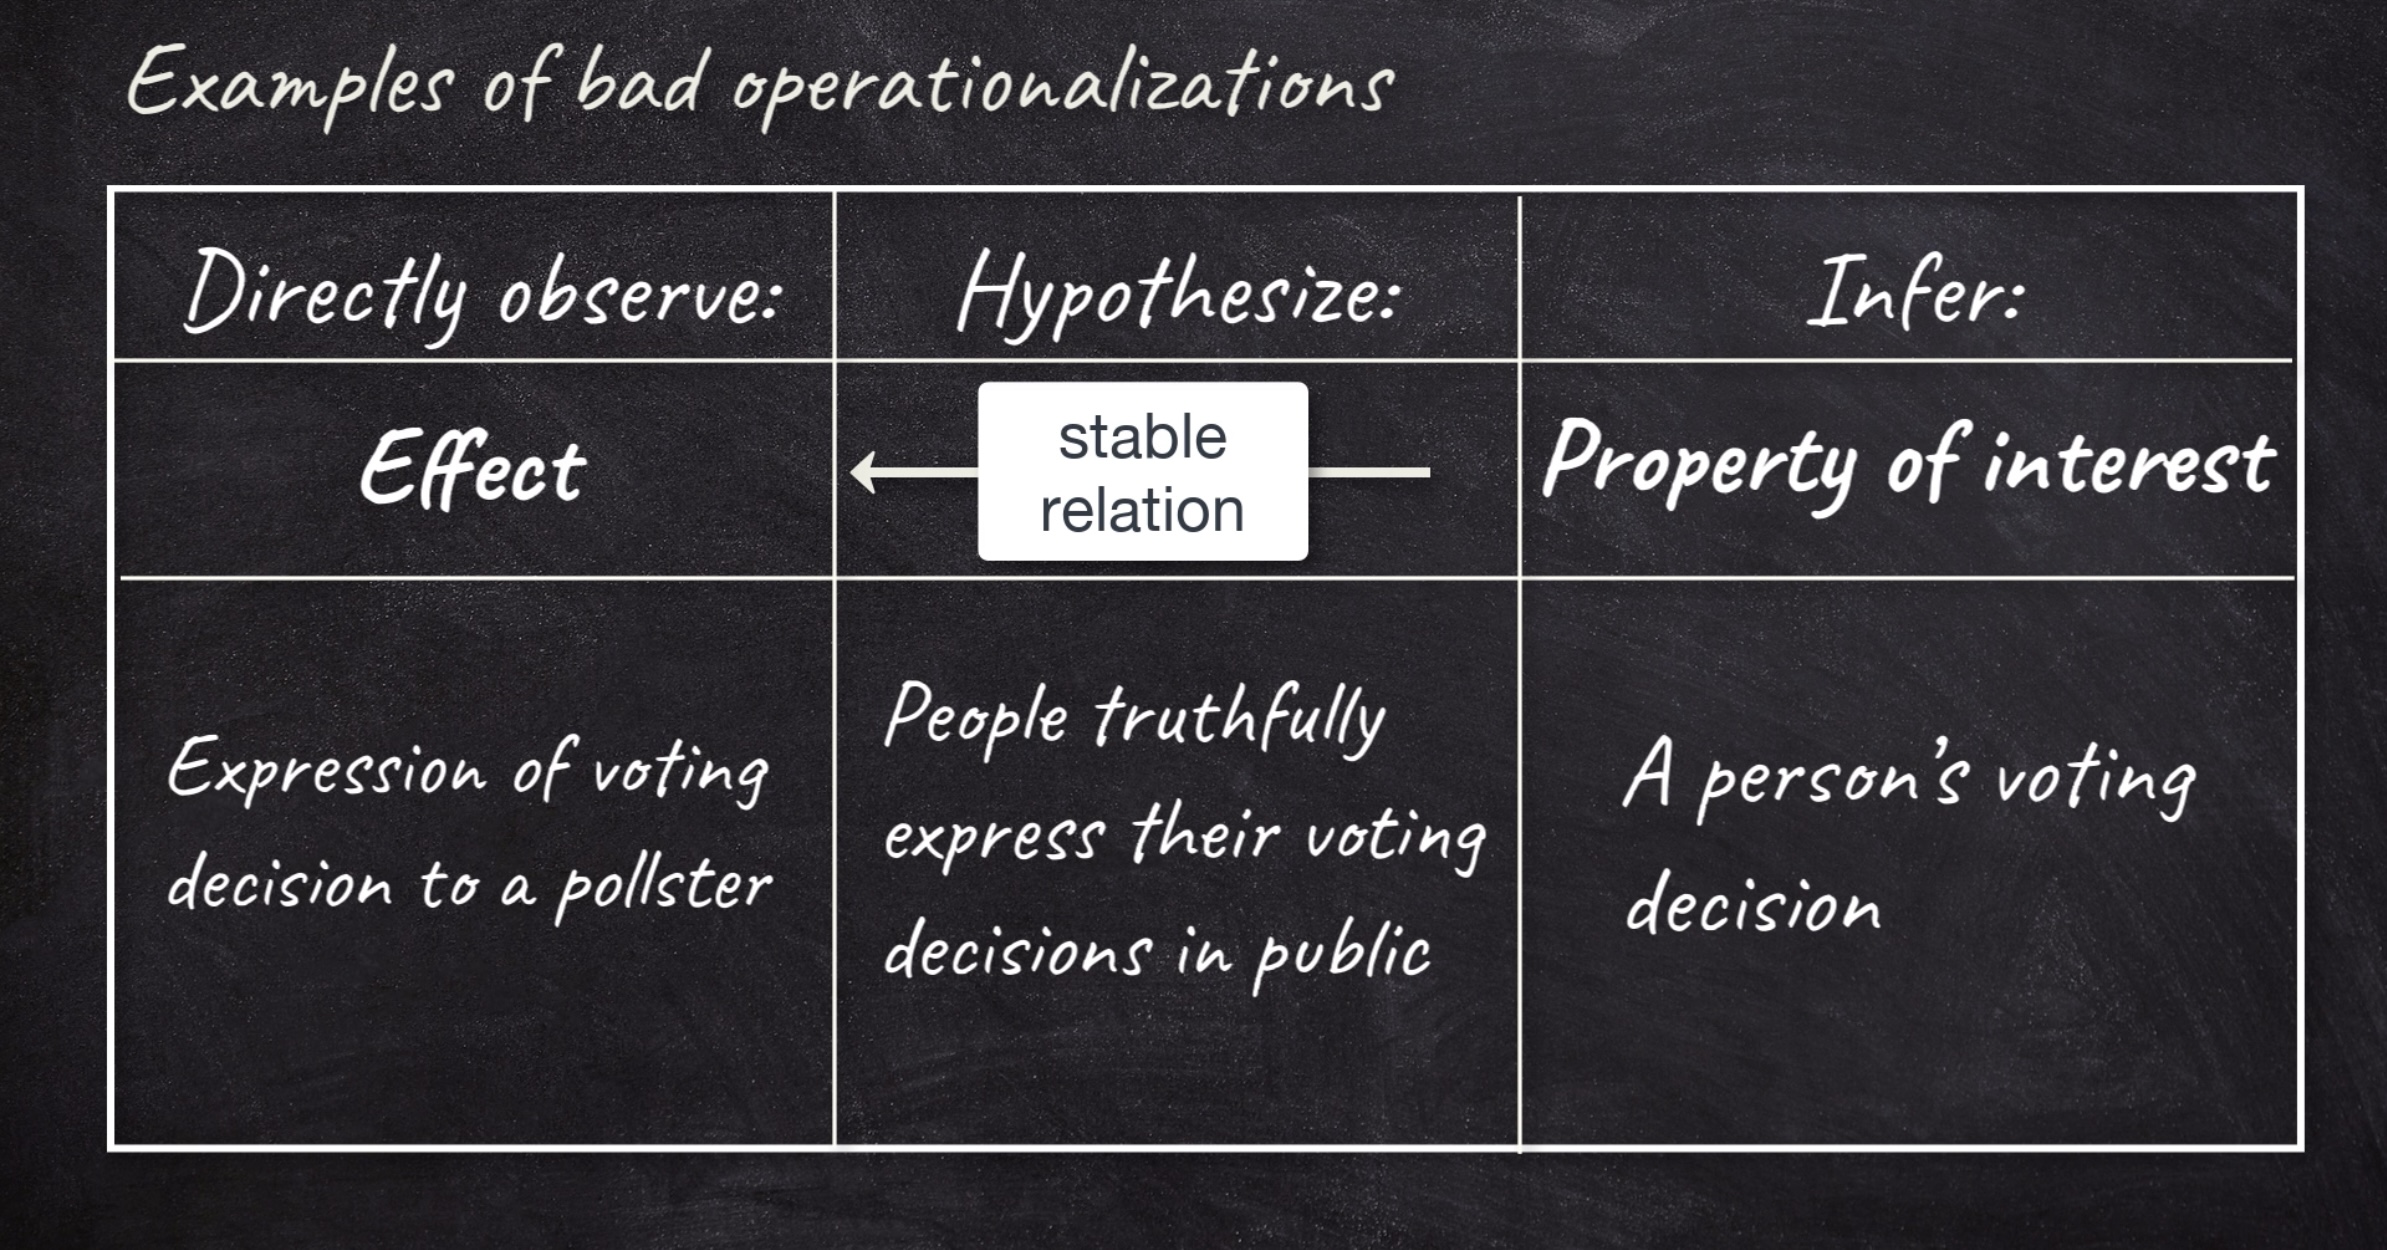 Examples of bad operationalizations
Directly observe:
Hypothesize:
Infer:
Effect
stable
relation
Property of interest
Expression of voting
decision to a pollster
People truthfully
express their voting
decisions in public
A person's voting
decision